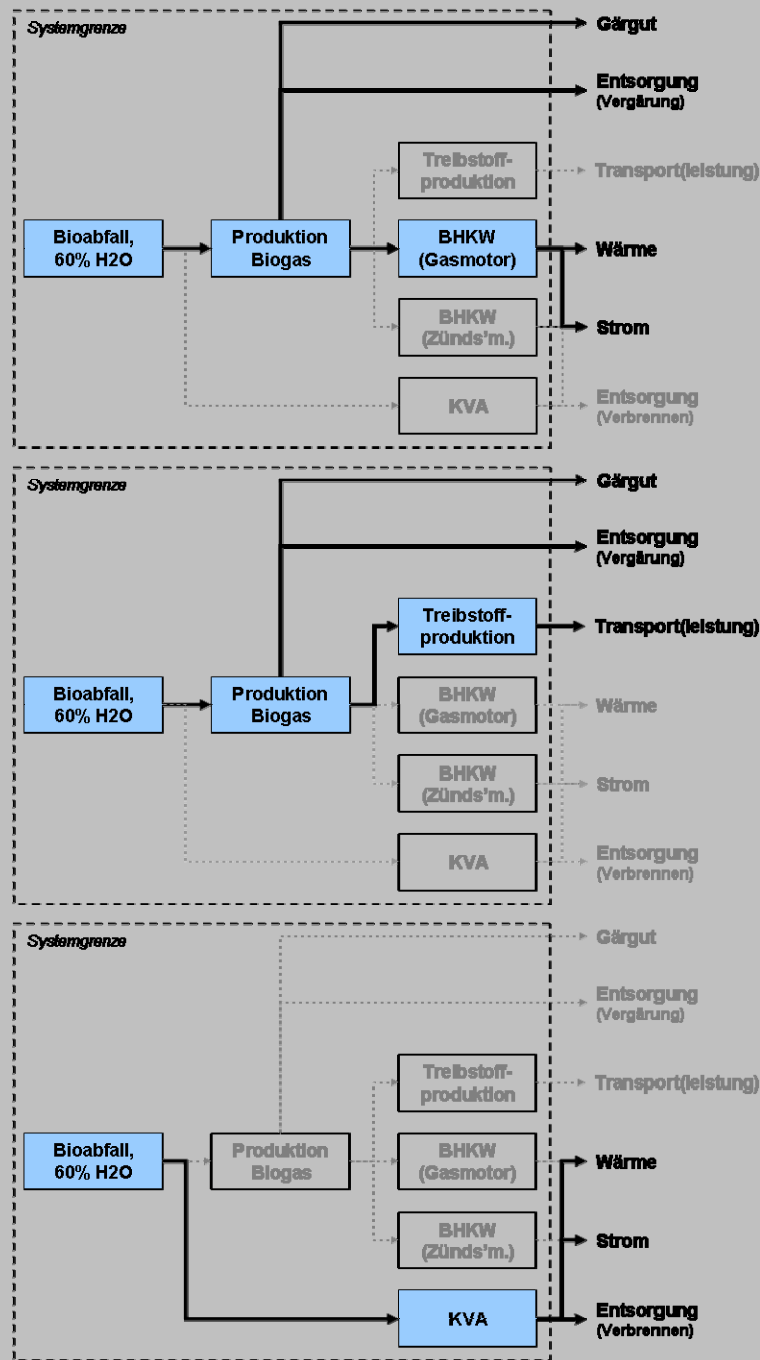 Systemgrenze
Gärgut
Entsorgung
(Vergärung)
Treibstoff-
produktion
Transport(leistung)
Bioabfall,
60% H2O
Produktion
Biogas
BHKW
(Gasmotor)
Wärme
BHKW
(Zünds'm.)
Strom
KVA
Entsorgung
(Verbrennen)
Systemgrenze
Gärgut
Entsorgung
(Vergärung)
Treibstoff-
produktion
Transport(leistung)
Bioabfall,
60% H2O
Produktion
Biogas
BHKW
(Gasmotor)
Wärme
BHKW
(Zünds'm.)
Strom
KVA
Entsorgung
(Verbrennen)
Systemgrenze
Gärgut
Entsorgung
(Vergärung)
Treibstoff-
produktion
Transport(leistung)
Bioabfall,
60% H2O
Produktion
Biogas
BHKW
(Gasmotor)
Wärme
BHKW
(Zünds'm.)
Strom
KVA
Entsorgung
(Verbrennen)